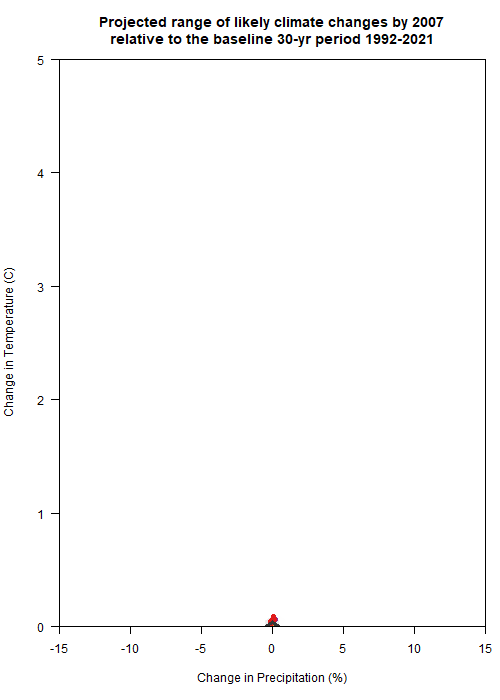 Projected range of likely climate changes by 2007
relative to the baseline 30-yr period 1992-2021
5
4
3
2
1
0
Change in Temperature (C)
-15 -10 -5 0 5 10 15
Change in Precipitation (%)